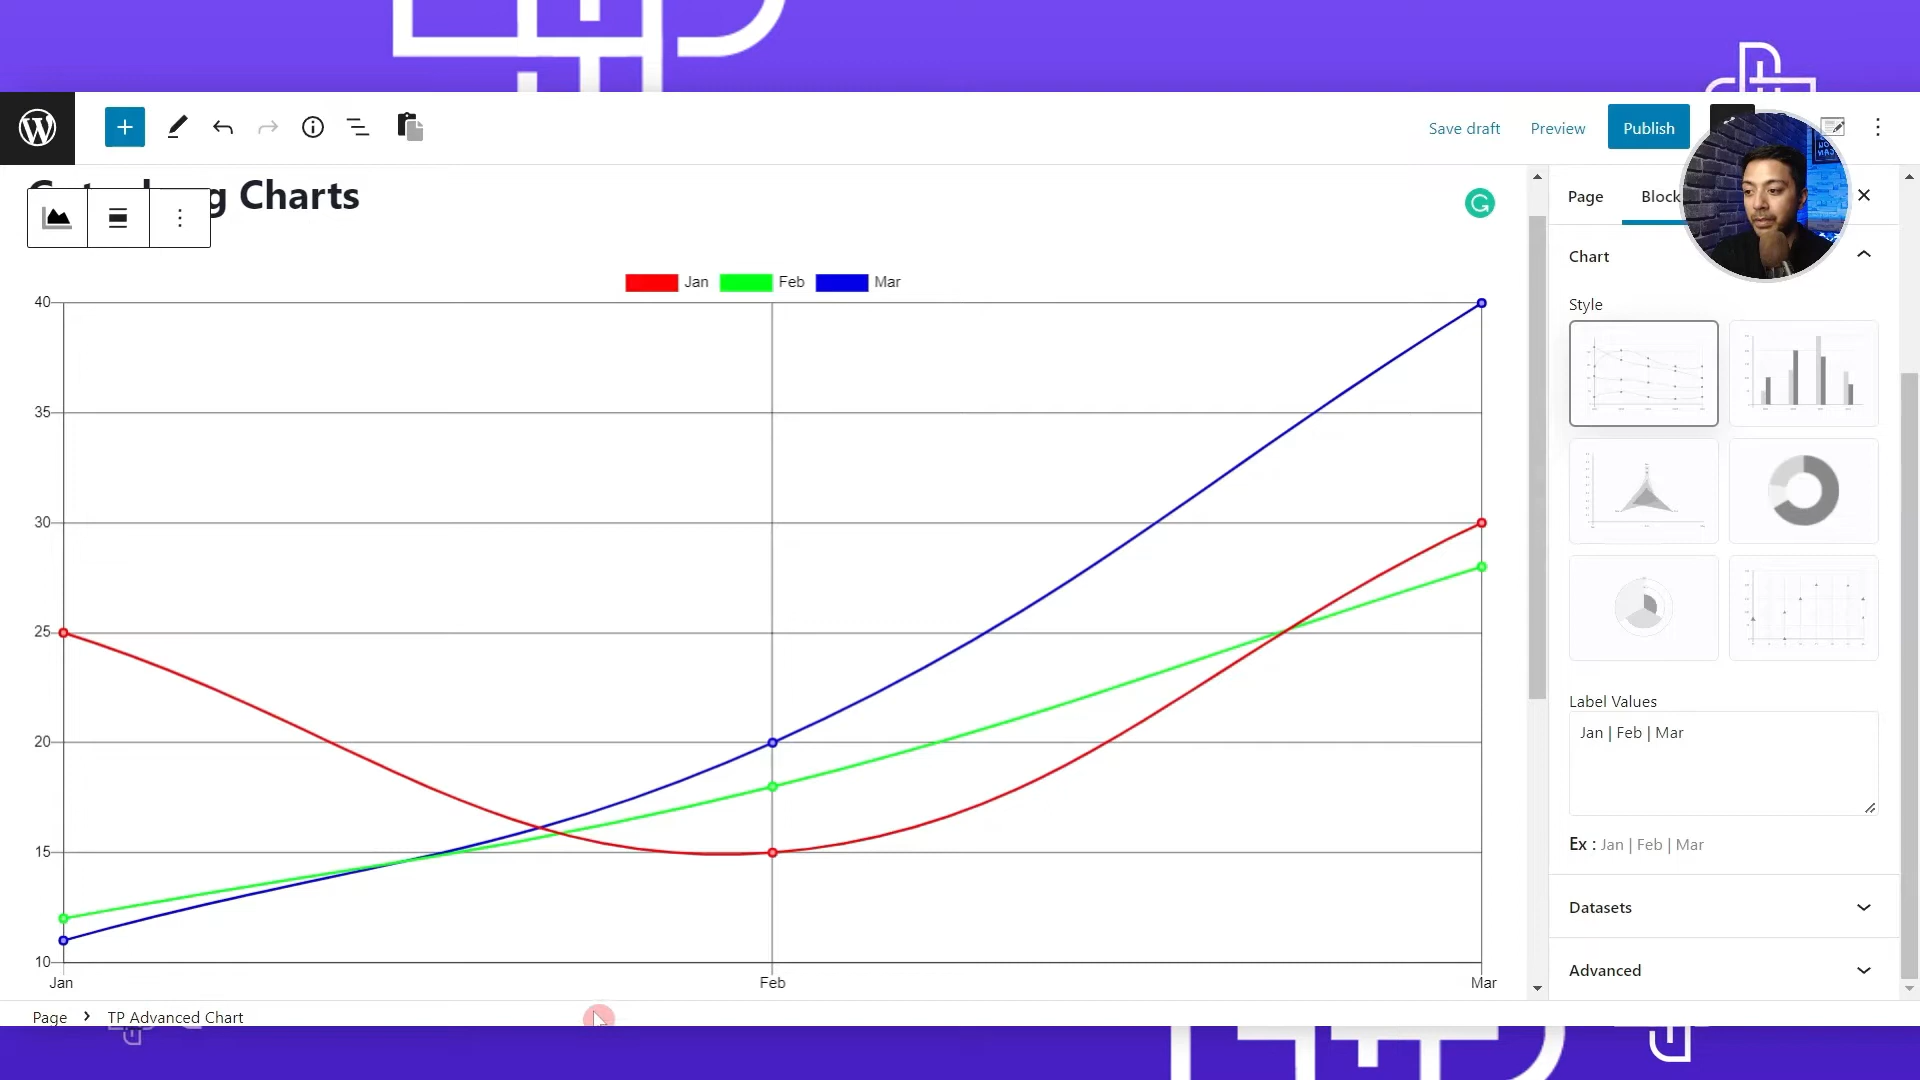 Save draft
Preview
Publish
g Charts
Page
Block
Chart
Jan
Feb
Mar
Style
40
35
30
25
20
15
10
Jan
Feb
Mar
Label Values
Jan | Feb | Mar
Ex : Jan | Feb | Mar
Datasets
Advanced
Page
TP Advanced Chart